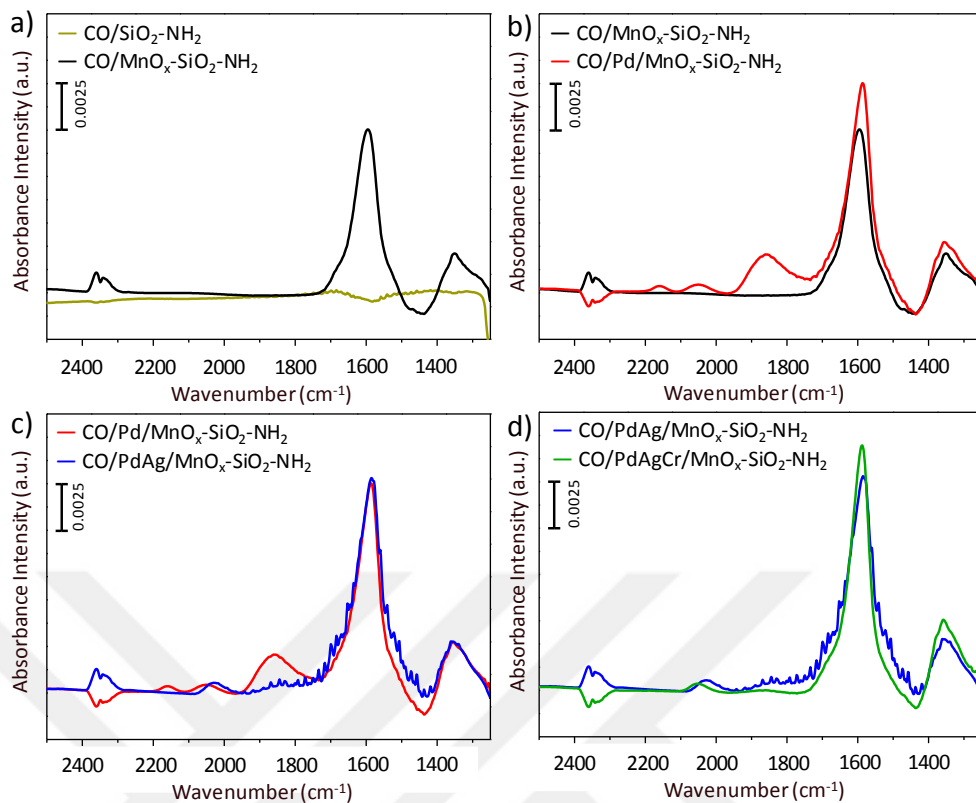 a)
CO/SiO₂-NH₂
CO/MnOₓ-SiO₂-NH₂
0.0025
Absorbance Intensity (a.u.)
2400 2200 2000 1800 1600 1400
Wavenumber (cm⁻¹)
b)
CO/MnOₓ-SiO₂-NH₂
CO/Pd/MnOₓ-SiO₂-NH₂
0.0025
Absorbance Intensity (a.u.)
2400 2200 2000 1800 1600 1400
Wavenumber (cm⁻¹)
c)
CO/Pd/MnOₓ-SiO₂-NH₂
CO/PdAg/MnOₓ-SiO₂-NH₂
0.0025
Absorbance Intensity (a.u.)
2400 2200 2000 1800 1600 1400
Wavenumber (cm⁻¹)
d)
CO/PdAg/MnOₓ-SiO₂-NH₂
CO/PdAgCr/MnOₓ-SiO₂-NH₂
0.0025
Absorbance Intensity (a.u.)
2400 2200 2000 1800 1600 1400
Wavenumber (cm⁻¹)